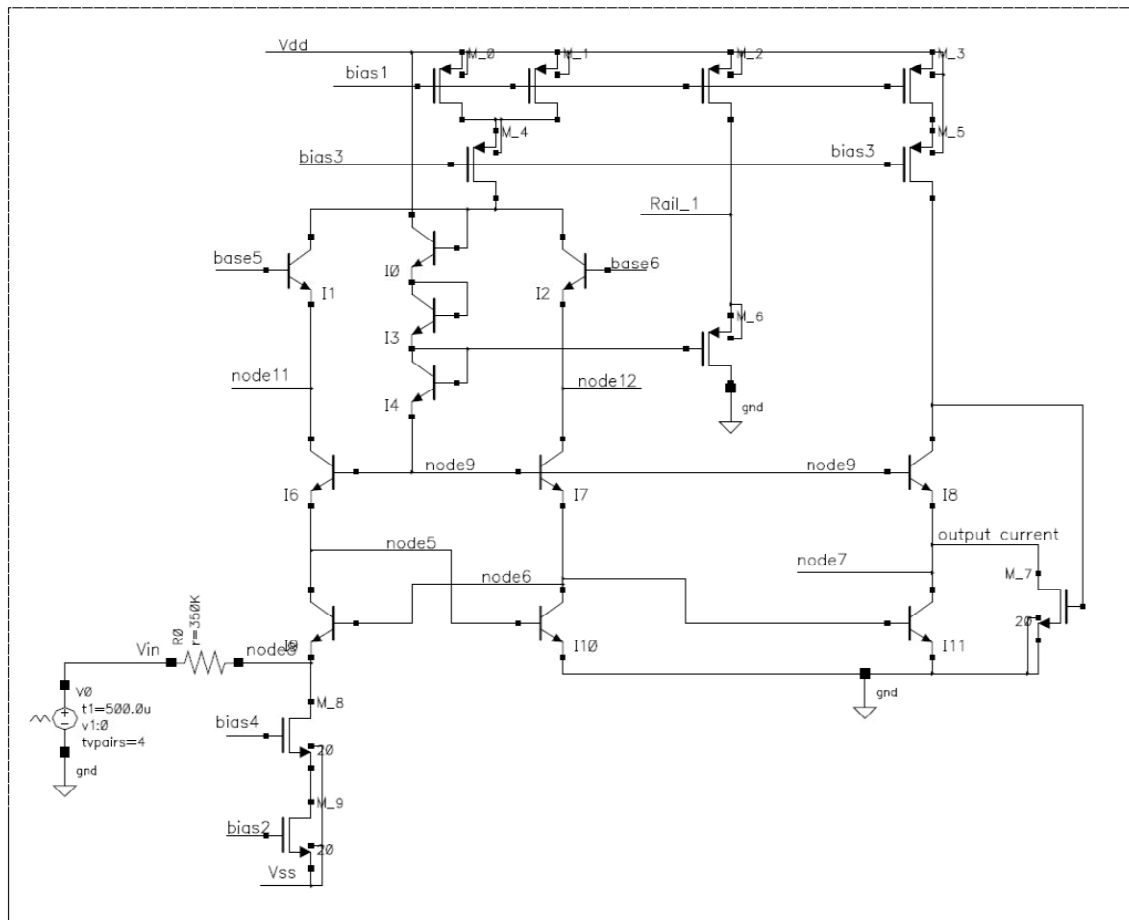 Vdd
M_0
M_1
M_2
M_3
bias1
M_4
M_5
bias3
bias3
Rail_1
base5
base6
I0
I1
I2
M_6
I3
node11
node12
I4
gnd
node9
node9
I6
I7
I8
output current
node5
node7
node6
M_7
R0
r=350K
20
Vin
node8
I9
I10
I11
V0
t1=500.0u
v1:0
tvpairs=4
gnd
gnd
M_8
bias4
20
M_9
bias2
20
Vss